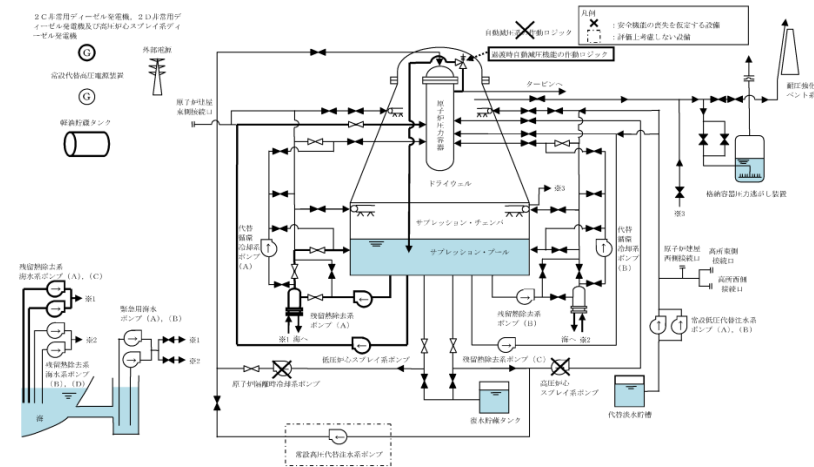 2C非常用ディーゼル発電機，2D非常用デ
ィーゼル発電機及び高圧炉心スプレイ系ディ
ーゼル発電機
G
外部電源
常設代替高圧電源装置
G
軽油貯蔵タンク
自動減圧系の作動ロジック
過渡時自動減圧機能の作動ロジック
凡例
：安全機能の喪失を仮定する設備
：評価上考慮しない設備
原子炉建屋
東側接続口
タービンへ
原子炉圧力容器
ドライウェル
サプレッション・チェンバ
サプレッション・プール
※3
耐圧強化
ベント系
格納容器圧力逃がし装置
※3
代替
循環
冷却系
ポンプ
(A)
代替
循環
冷却系
ポンプ
(B)
原子炉建屋
西側接続口
高所東側
接続口
高所西側
接続口
残留熱除去系
海水系ポンプ（A），（C）
※1
緊急用海水
ポンプ（A），（B）
※1
※2
※2
残留熱除去系
海水系ポンプ
（B），（D）
海
残留熱除去系
ポンプ（A）
※1 海へ
残留熱除去系
ポンプ（B）
海へ ※2
常設低圧代替注水系
ポンプ（A），（B）
低圧炉心スプレイ系ポンプ
残留熱除去系ポンプ（C）
原子炉隔離時冷却系ポンプ
高圧炉心
スプレイ系ポンプ
復水貯蔵タンク
代替淡水貯槽
常設高圧代替注水系ポンプ